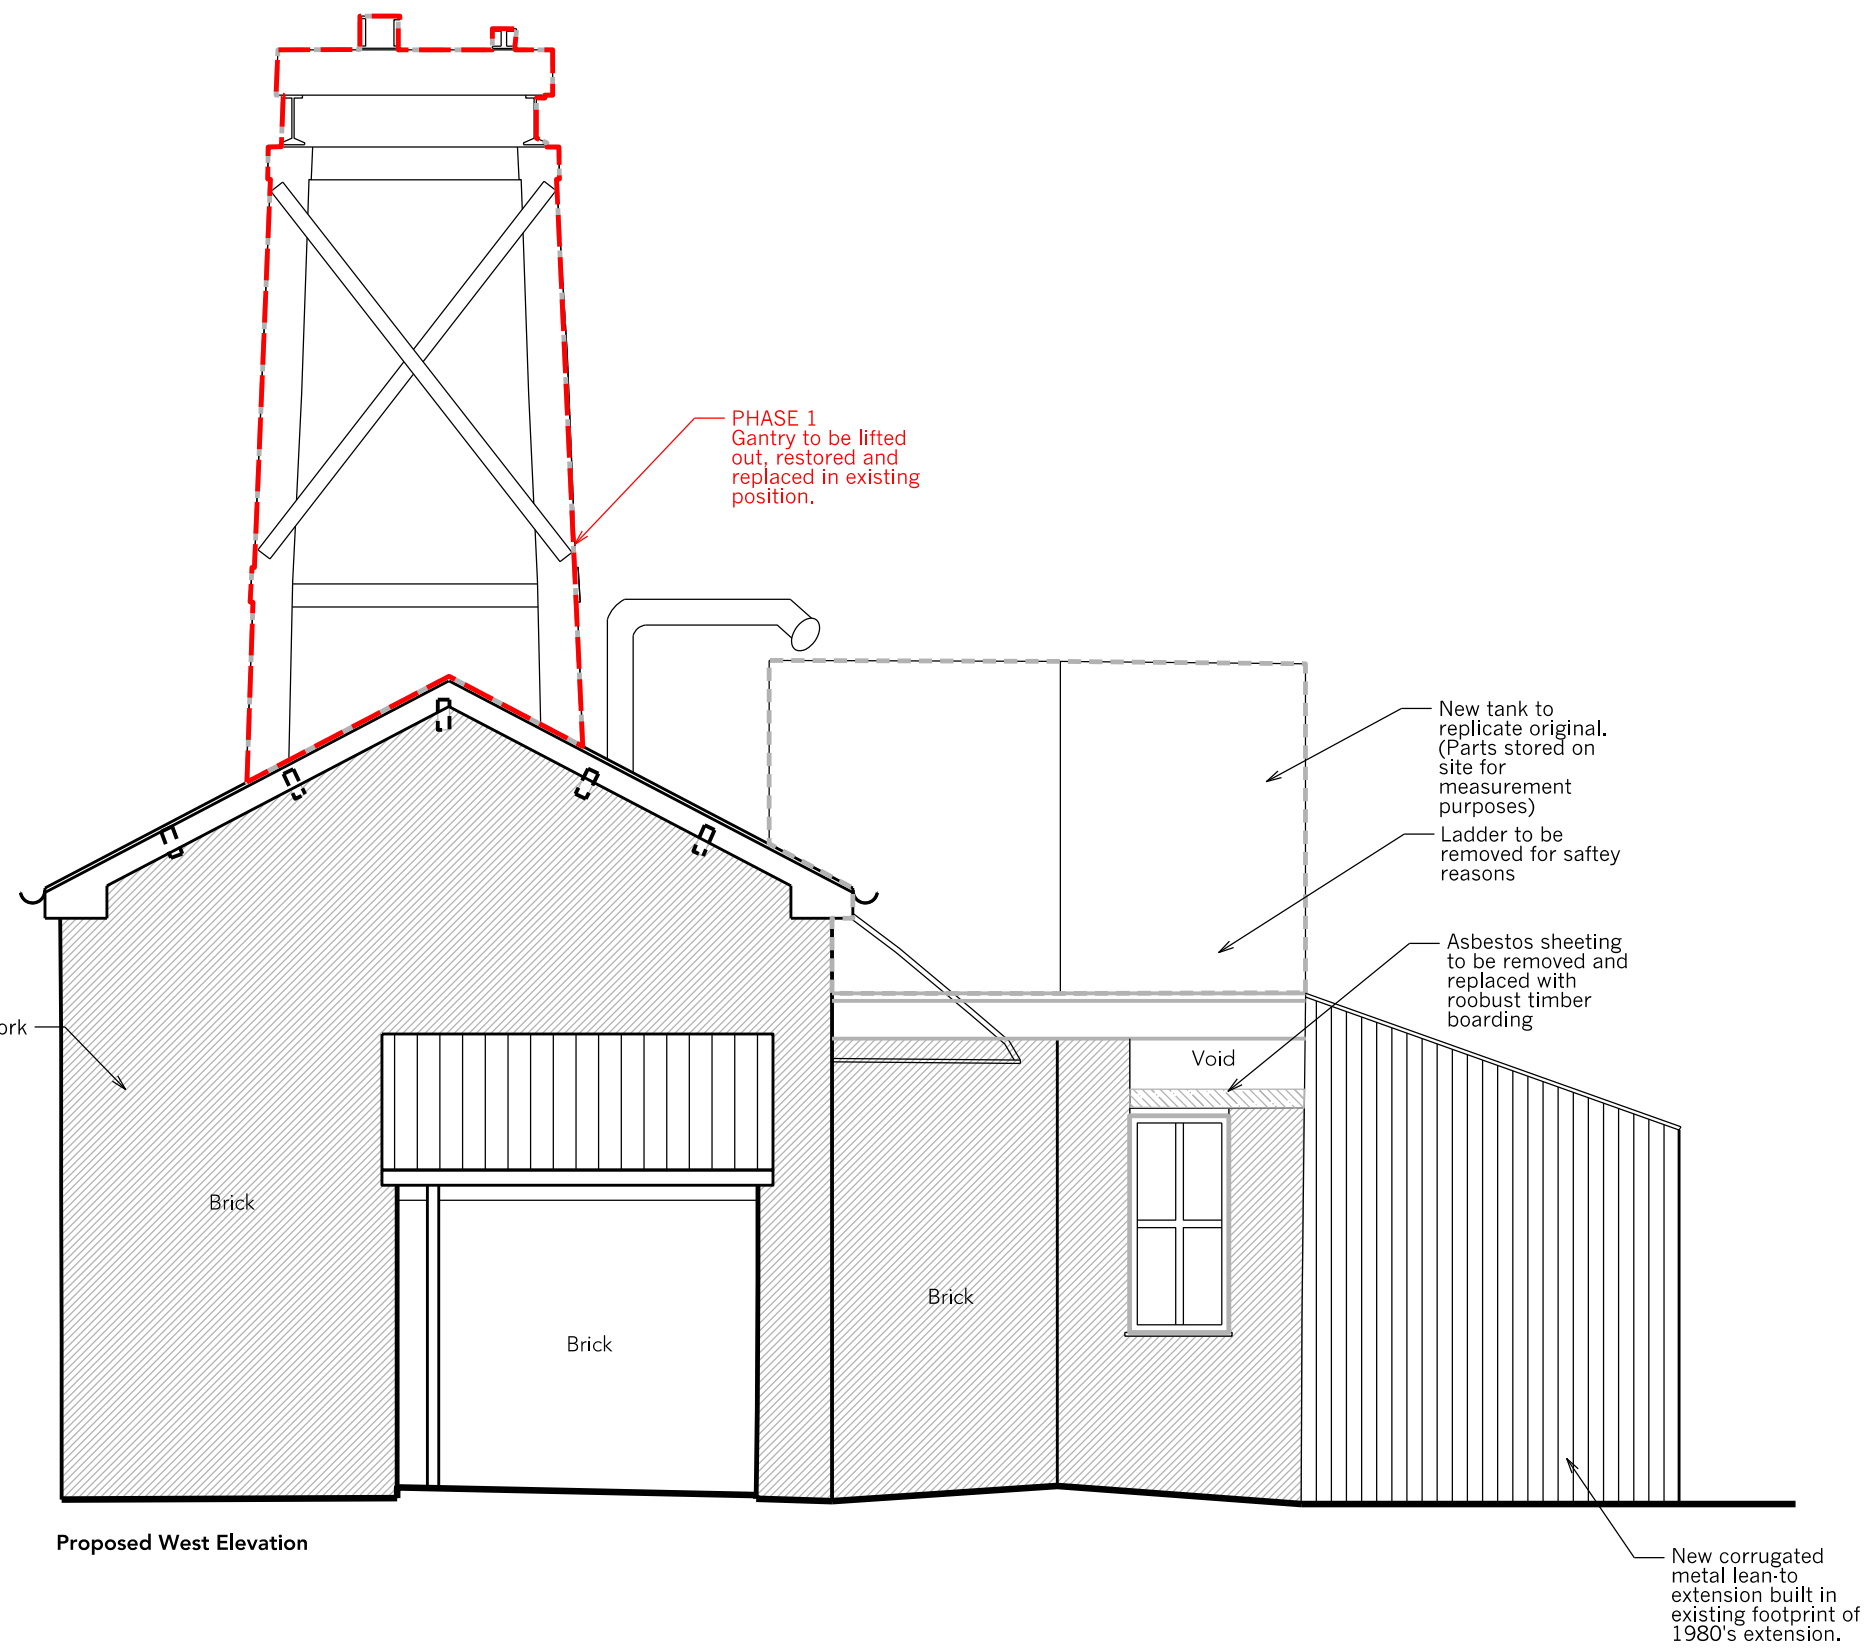 PHASE 1
Gantry to be lifted
out, restored and
replaced in existing
position.
New tank to
replicate original.
(Parts stored on
site for
measurement
purposes)
Ladder to be
removed for saftey
reasons
Asbestos sheeting
to be removed and
replaced with
roobust timber
boarding
ork
Void
Brick
Brick
Brick
Proposed West Elevation
New corrugated
metal lean-to
extension built in
existing footprint of
1980's extension.